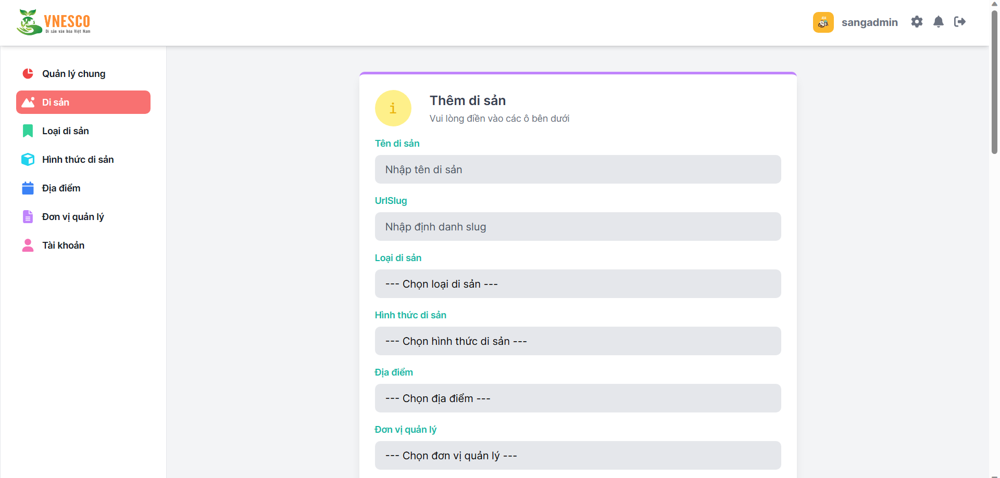 VNESCO
Di sản văn hóa Việt Nam
sangadmin
Quản lý chung
Di sản
Loại di sản
Hình thức di sản
Địa điểm
Đơn vị quản lý
Tài khoản
i
Thêm di sản
Vui lòng điền vào các ô bên dưới
Tên di sản
Nhập tên di sản
UrlSlug
Nhập định danh slug
Loại di sản
--- Chọn loại di sản ---
Hình thức di sản
--- Chọn hình thức di sản ---
Địa điểm
--- Chọn địa điểm ---
Đơn vị quản lý
--- Chọn đơn vị quản lý ---